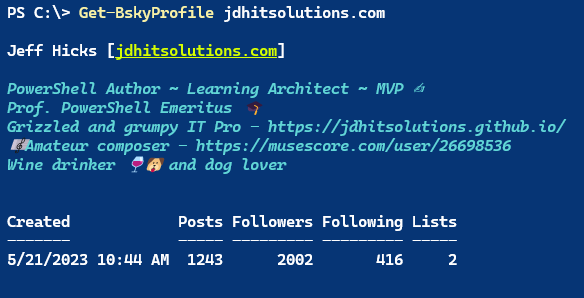 PS C:\> Get-BskyProfile jdhitsolutions.com
Jeff Hicks [jdhitsolutions.com]
PowerShell Author ~ Learning Architect ~ MVP ✍
Prof. PowerShell Emeritus 🎓
Grizzled and grumpy IT Pro - https://jdhitsolutions.github.io/
🎼Amateur composer - https://musescore.com/user/26698536
Wine drinker 🍷🐶 and dog lover
Created Posts Followers Following Lists
------- ----- --------- --------- -----
5/21/2023 10:44 AM 1243 2002 416 2